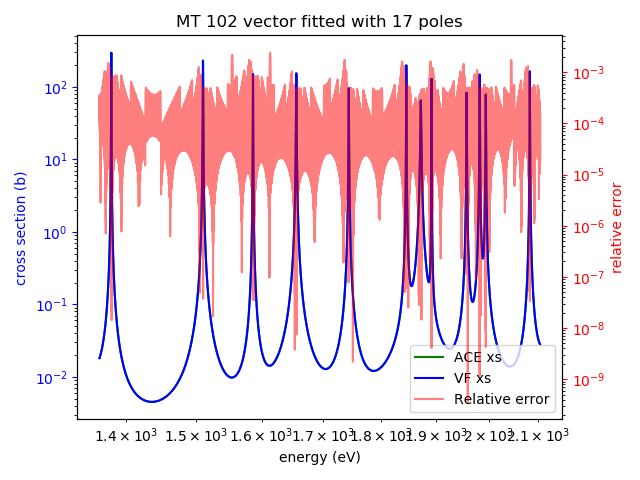 MT 102 vector fitted with 17 poles
cross section (b)
10²
10¹
10⁰
10⁻¹
10⁻²
10⁻³
10⁻⁴
10⁻⁵
10⁻⁶
10⁻⁷
10⁻⁸
10⁻⁹
relative error
ACE xs
VF xs
Relative error
1.4 × 10³ 1.5 × 10³ 1.6 × 10³ 1.7 × 10³ 1.8 × 10³ 1.9 × 10³ 2 × 10³ 2.1 × 10³
energy (eV)